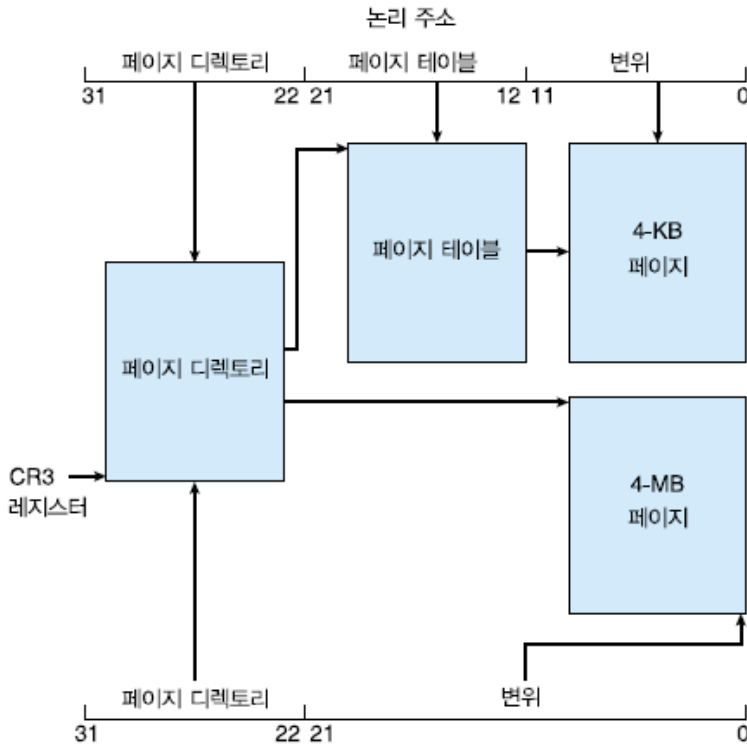 논리 주소
페이지 디렉토리 페이지 테이블 변위
31 22 21 12 11 0
페이지 테이블
4-KB
페이지
페이지 디렉토리
CR3
레지스터
4-MB
페이지
페이지 디렉토리 변위
31 22 21 0